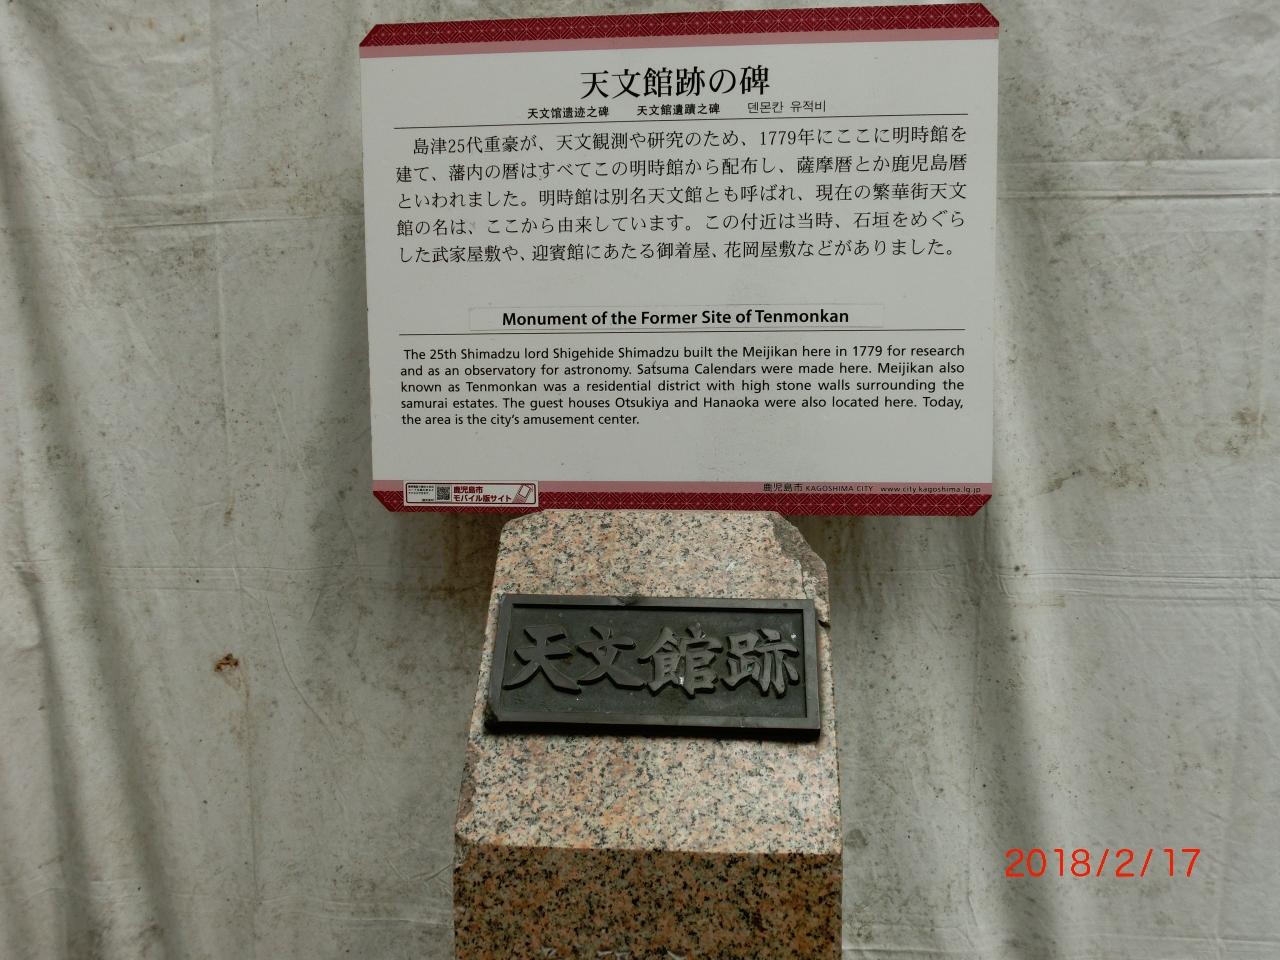 天文館跡の碑
天文馆遗迹之碑 天文館遺蹟之碑 덴몬칸 유적비
島津25代重豪が、天文観測や研究のため、1779年にここに明時館を
建て、藩内の暦はすべてこの明時館から配布し、薩摩暦とか鹿児島暦
といわれました。明時館は別名天文館とも呼ばれ、現在の繁華街天文
館の名は、ここから由来しています。この付近は当時、石垣をめぐら
した武家屋敷や、迎賓館にあたる御着屋、花岡屋敷などがありました。
Monument of the Former Site of Tenmonkan
The 25th Shimadzu lord Shigehide Shimadzu built the Meijikan here in 1779 for research
and as an observatory for astronomy. Satsuma Calendars were made here. Meijikan also
known as Tenmonkan was a residential district with high stone walls surrounding the
samurai estates. The guest houses Otsukiya and Hanaoka were also located here. Today,
the area is the city's amusement center.
鹿児島市
モバイル版サイト
鹿児島市 KAGOSHIMA CITY www.city.kagoshima.lg.jp
天文館跡
2018/2/17